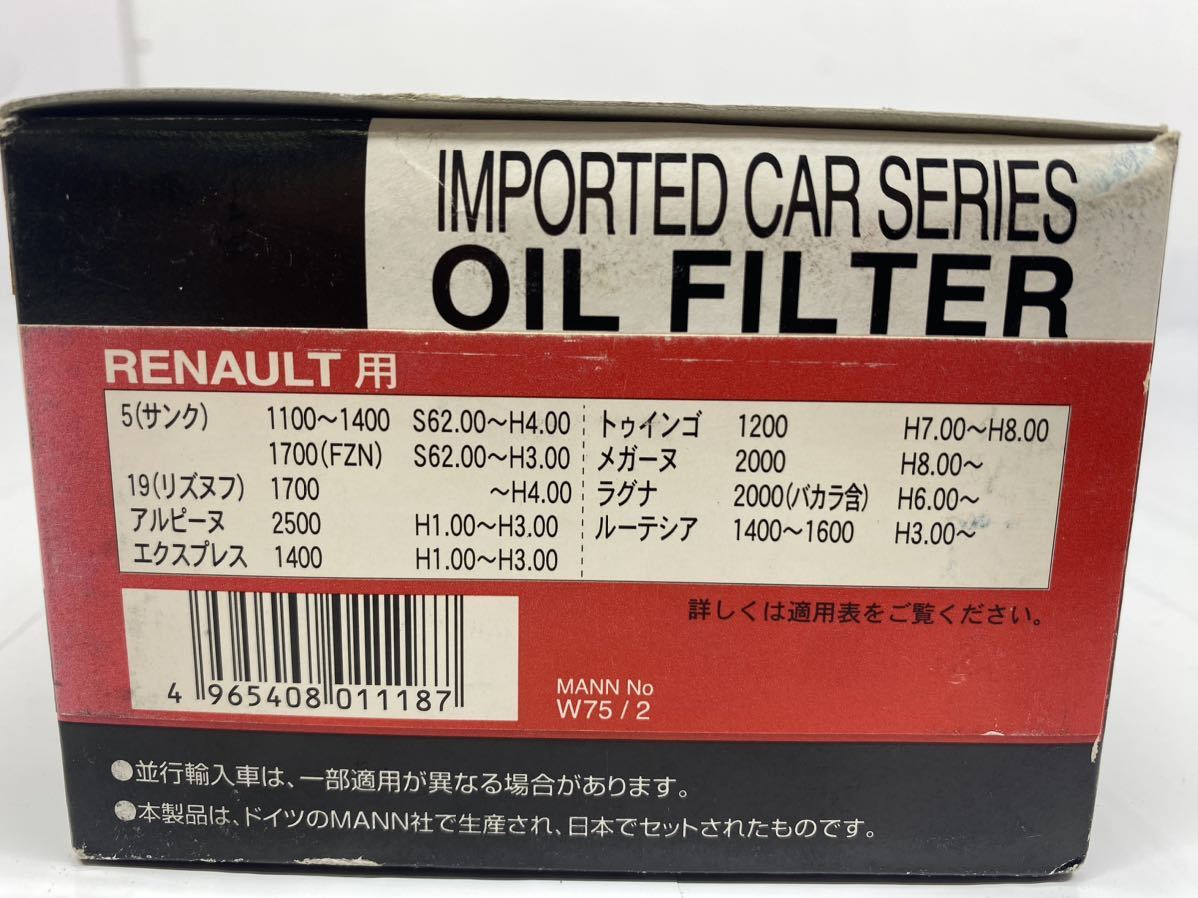 IMPORTED CAR SERIES
OIL FILTER
RENAULT 用
5(サンク) 1100〜1400 S62.00〜H4.00
1700(FZN) S62.00〜H3.00
19(リズヌフ) 1700 〜H4.00
アルピーヌ 2500 H1.00〜H3.00
エクスプレス 1400 H1.00〜H3.00
トゥインゴ 1200 H7.00〜H8.00
メガーヌ 2000 H8.00〜
ラグナ 2000(バカラ含) H6.00〜
ルーテシア 1400〜1600 H3.00〜
詳しくは適用表をご覧ください。
4 965408 011187
MANN No
W75 / 2
●並行輸入車は、一部適用が異なる場合があります。
●本製品は、ドイツのMANN社で生産され、日本でセットされたものです。